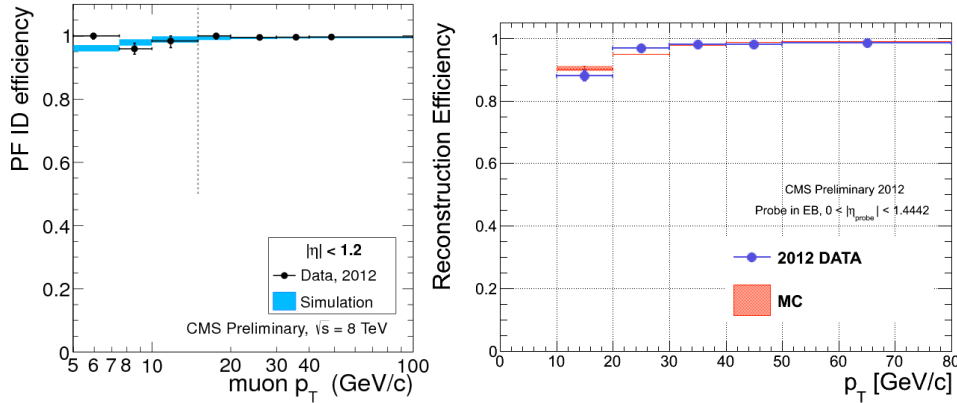 PF ID efficiency
1
0.8
0.6
0.4
0.2
0
|η| < 1.2
Data, 2012
Simulation
CMS Preliminary, √s = 8 TeV
5 6 7 8 10 20 30 40 100
muon p_T (GeV/c)
Reconstruction Efficiency
1
0.8
0.6
0.4
0.2
0
CMS Preliminary 2012
Probe in EB, 0 < |η_probe| < 1.4442
2012 DATA
MC
0 10 20 30 40 50 60 70 80
p_T [GeV/c]